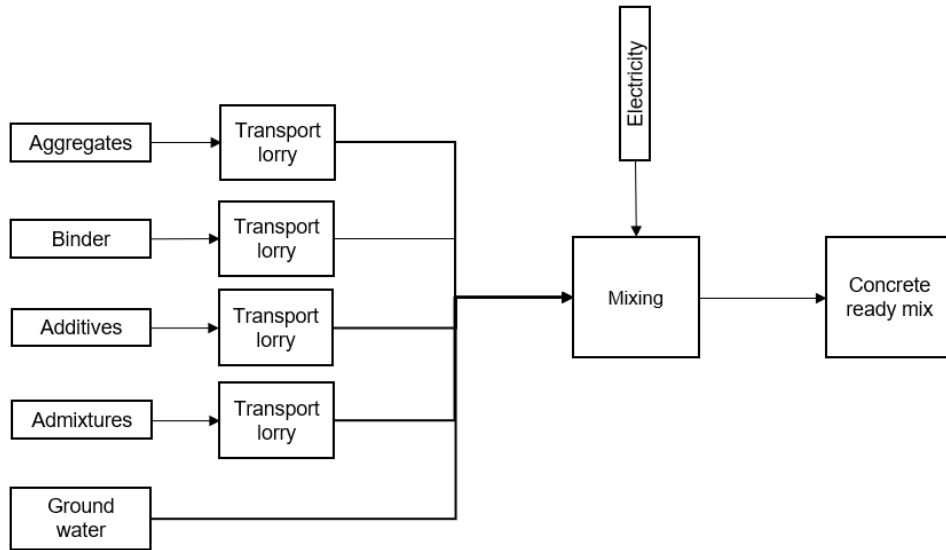 Electricity
Aggregates
Transport
lorry
Binder
Transport
lorry
Mixing
Concrete
ready mix
Additives
Transport
lorry
Admixtures
Transport
lorry
Ground
water